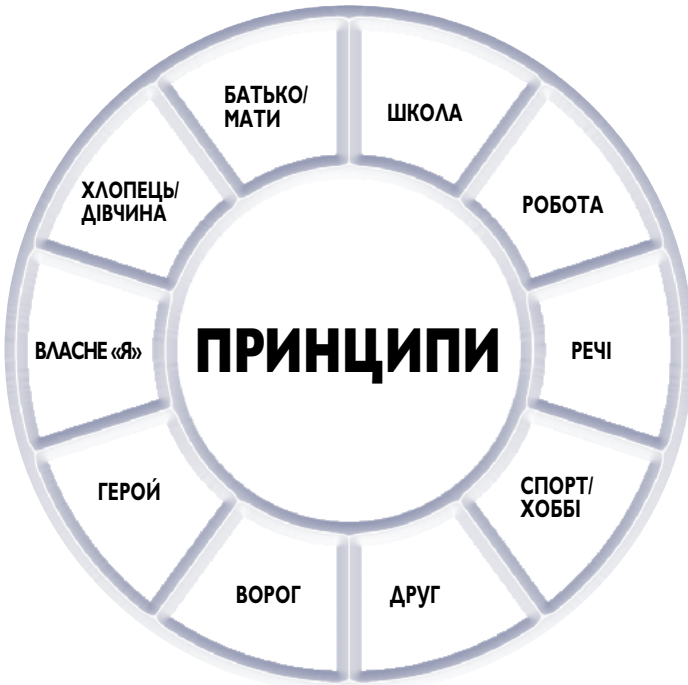 БАТЬКО/
МАТИ
ШКОЛА
ХЛОПЕЦЬ/
ДІВЧИНА
РОБОТА
ВЛАСНЕ «Я»
ПРИНЦИПИ
РЕЧІ
ГЕРОЙ
СПОРТ/
ХОББІ
ВОРОГ
ДРУГ